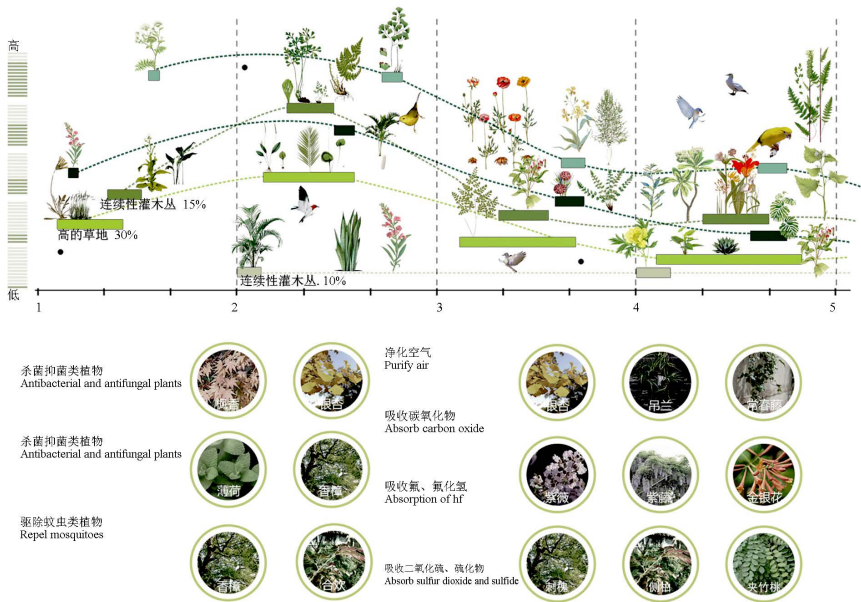 高
连续性灌木丛 15%
高的草地 30%
连续性灌木丛. 10%
低
1 2 3 4 5
杀菌抑菌类植物
Antibacterial and antifungal plants
银杏
杀菌抑菌类植物
Antibacterial and antifungal plants
薄荷 香樟
驱除蚊虫类植物
Repel mosquitoes
香樟 合欢
净化空气
Purify air
银杏 吊兰 常春藤
吸收碳氧化物
Absorb carbon oxide
吸收氟、氟化氢
Absorption of hf
紫薇 紫藤 金银花
吸收二氧化硫、硫化物
Absorb sulfur dioxide and sulfide
刺槐 侧柏 夹竹桃